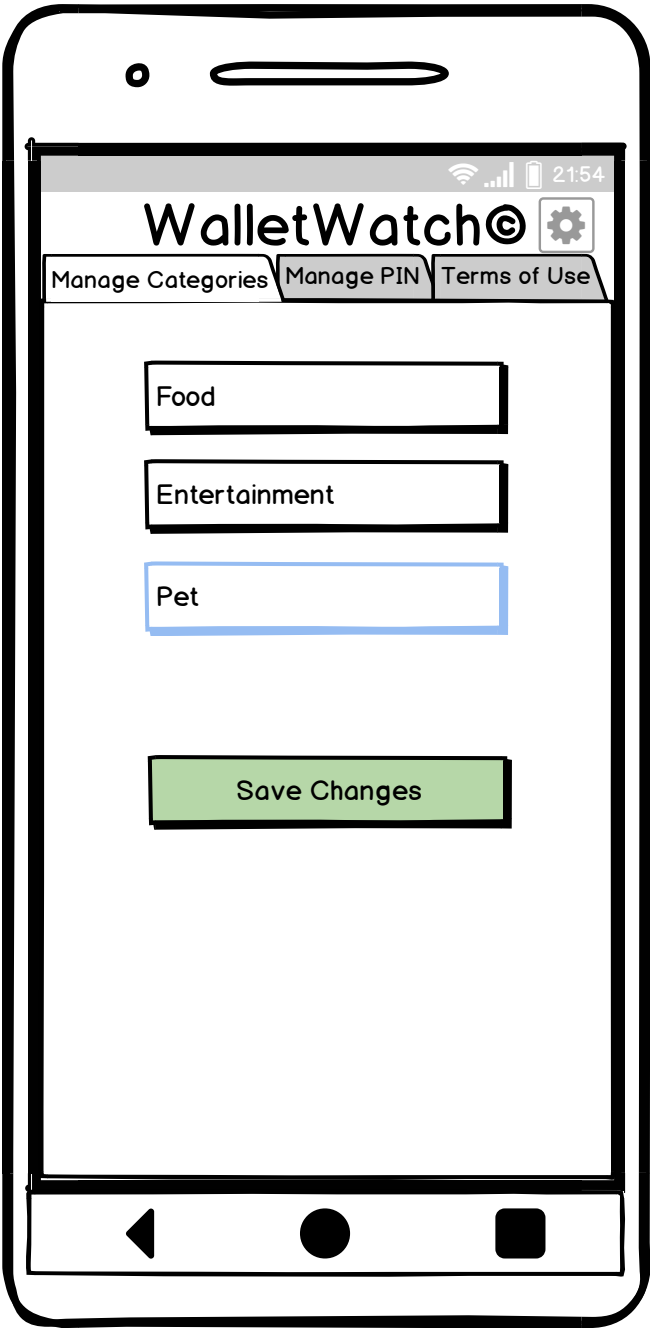 21:54
WalletWatch©
Manage Categories Manage PIN Terms of Use
Food
Entertainment
Pet
Save Changes